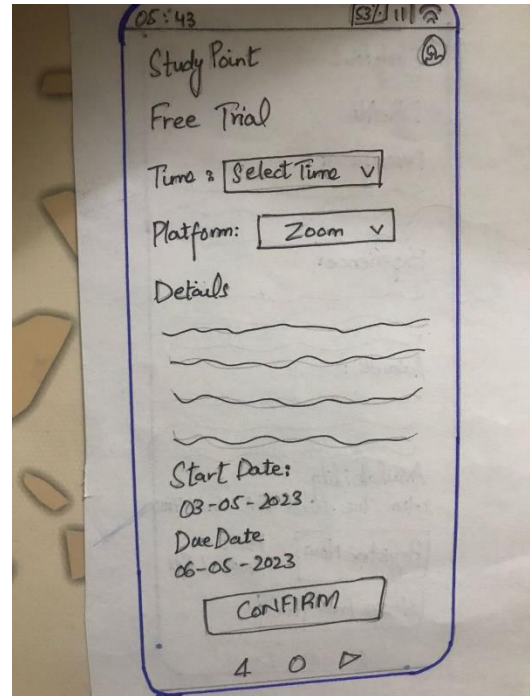 05:43 53%
Study Point
Free Trial
Time: Select Time
Platform: Zoom
Details
Start Date:
03-05-2023
Due Date
06-05-2023
CONFIRM